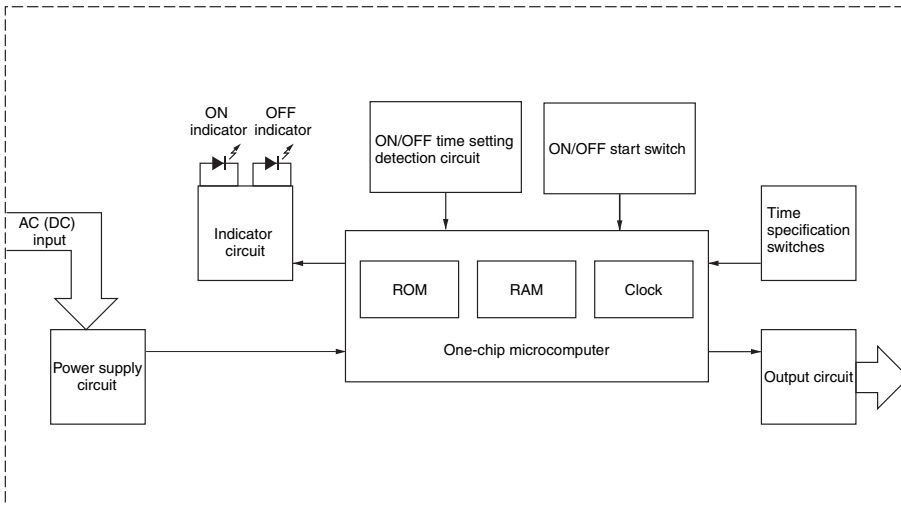 ON
indicator
OFF
indicator
ON/OFF time setting
detection circuit
ON/OFF start switch
AC (DC)
input
Indicator
circuit
Time
specification
switches
ROM
RAM
Clock
One-chip microcomputer
Power supply
circuit
Output circuit